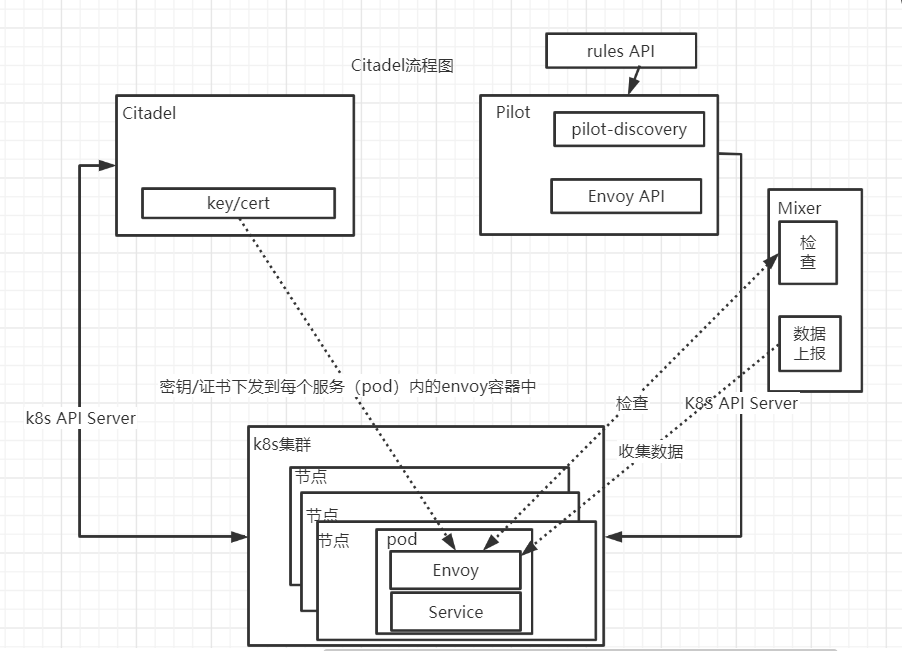 rules API
Citadel流程图
Citadel
key/cert
Pilot
pilot-discovery
Envoy API
Mixer
检
查
数据
上报
密钥/证书下发到每个服务（pod）内的envoy容器中
k8s API Server
检查
K8S API Server
收集数据
k8s集群
节点
节点
节点
pod
Envoy
Service